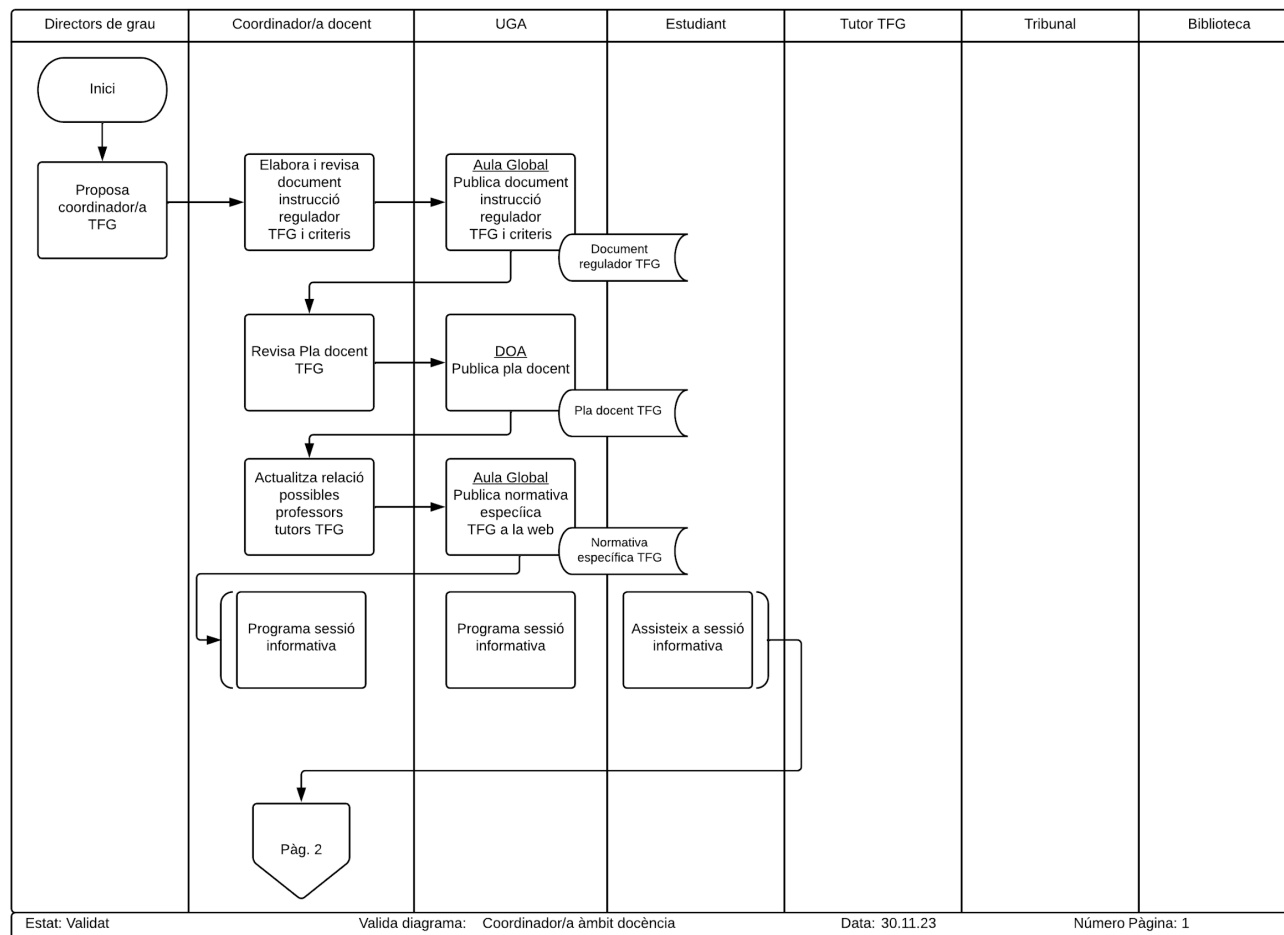 Directors de grau
Coordinador/a docent
UGA
Estudiant
Tutor TFG
Tribunal
Biblioteca
Inici
Proposa
coordinador/a
TFG
Elabora i revisa
document
instrucció
regulador
TFG i criteris
Aula Global
Publica document
instrucció
regulador
TFG i criteris
Document
regulador TFG
Revisa Pla docent
TFG
DOA
Publica pla docent
Pla docent TFG
Actualitza relació
possibles
professors
tutors TFG
Aula Global
Publica normativa
especíica
TFG a la web
Normativa
específica TFG
Programa sessió
informativa
Programa sessió
informativa
Assisteix a sessió
informativa
Pàg. 2
Estat: Validat
Valida diagrama: Coordinador/a àmbit docència
Data: 30.11.23
Número Pàgina: 1